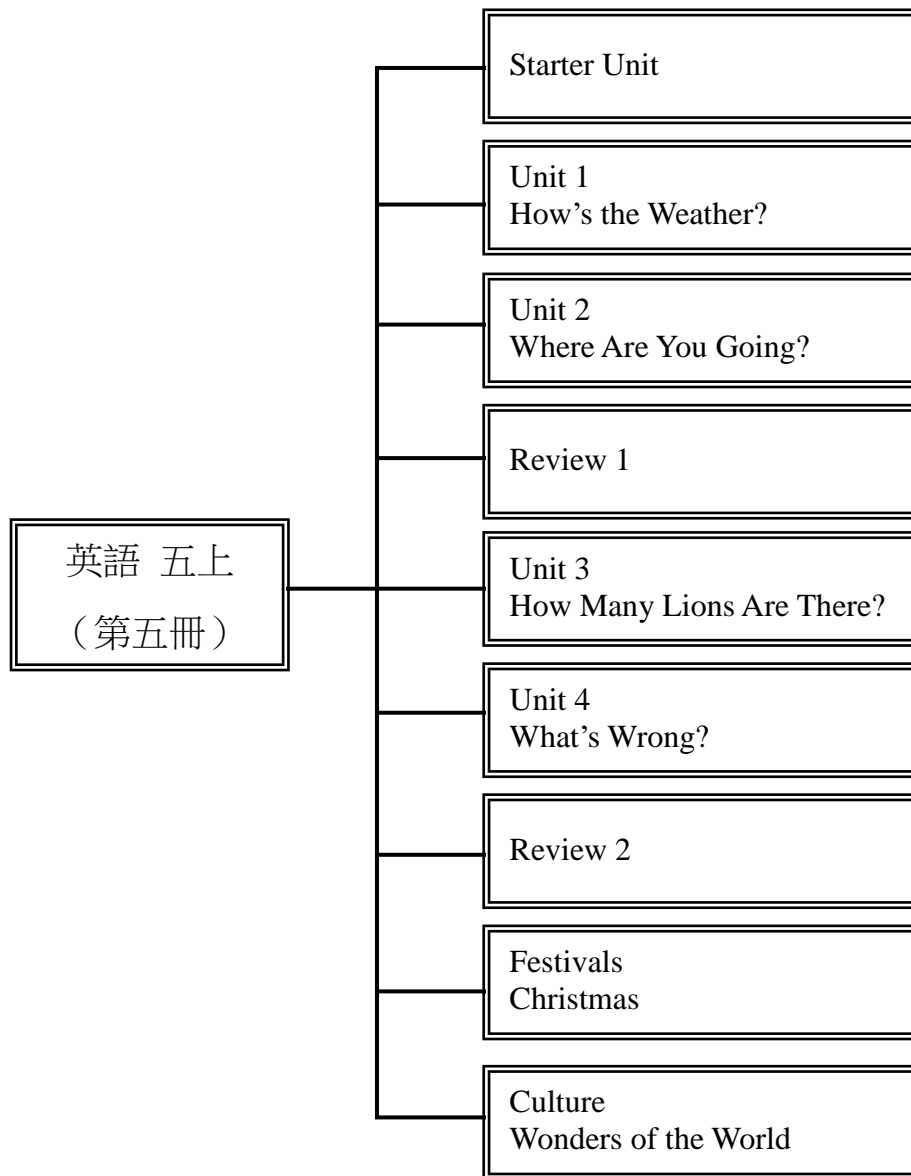 Starter Unit
Unit 1
How’s the Weather?
Unit 2
Where Are You Going?
Review 1
英語 五上
（第五冊）
Unit 3
How Many Lions Are There?
Unit 4
What’s Wrong?
Review 2
Festivals
Christmas
Culture
Wonders of the World